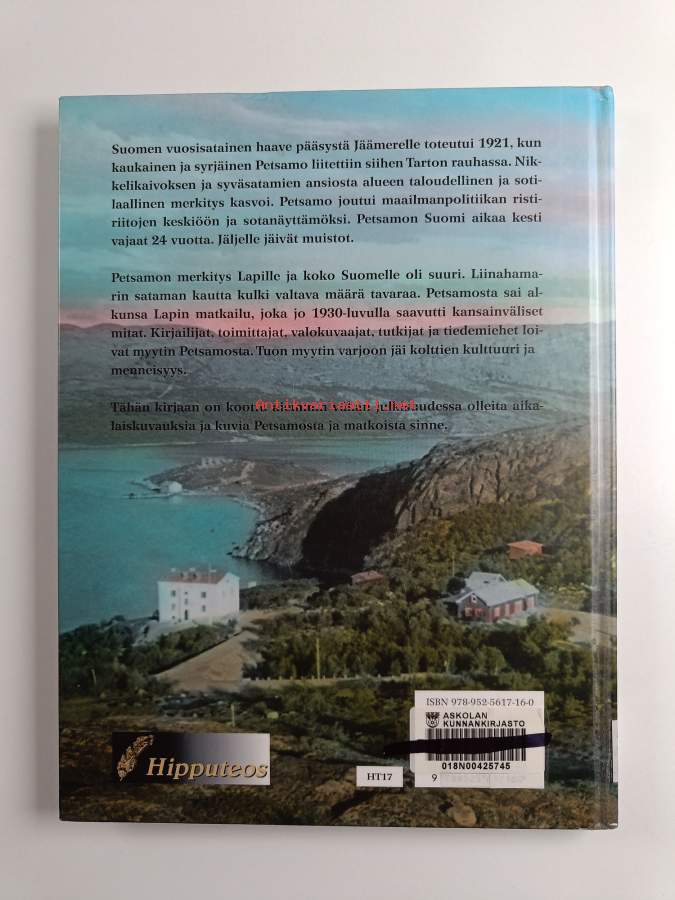 Suomen vuosisatainen haave pääsystä Jäämerelle toteutui 1921, kun
kaukainen ja syrjäinen Petsamo liitettiin siihen Tarton rauhassa. Nik-
kelikaivoksen ja syväsatamien ansiosta alueen taloudellinen ja soti-
laallinen merkitys kasvoi. Petsamo joutui maailmanpolitiikan risti-
riitojen keskiöön ja sotanäyttämöksi. Petsamon Suomi aikaa kesti
vajaat 24 vuotta. Jäljelle jäivät muistot.
Petsamon merkitys Lapille ja koko Suomelle oli suuri. Liinahama-
rin sataman kautta kulki valtava määrä tavaraa. Petsamosta sai al-
kunsa Lapin matkailu, joka jo 1930-luvulla saavutti kansainväliset
mitat. Kirjailijat, toimittajat, valokuvaajat, tutkijat ja tiedemiehet loi-
vat myytin Petsamosta. Tuon myytin varjoon jäi kolttien kulttuuri ja
menneisyys.
Antikvariaatti.net
Tähän kirjaan on koottu julkisuudessa olleita aika-
laiskuvauksia ja kuvia Petsamosta ja matkoista sinne.
ISBN 978-952-5617-16-0
ASKOLAN
KUNNANKIRJASTO
018N00425745
9
HT17
Hipputeos